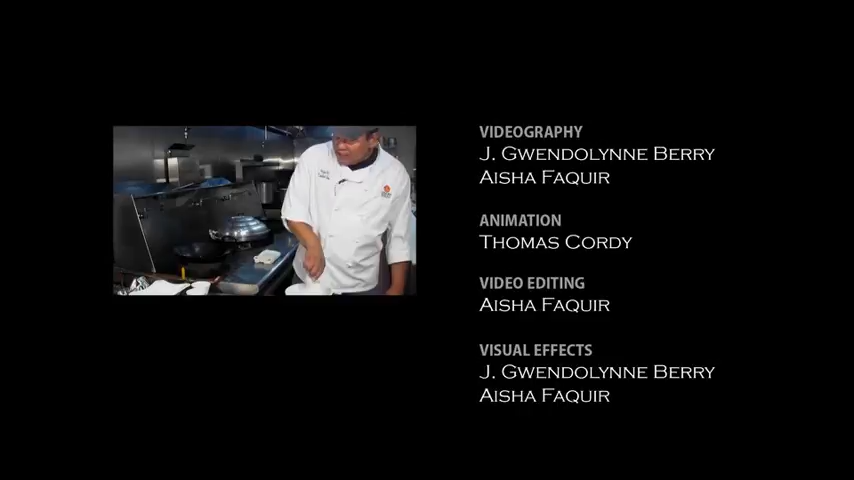 VIDEOGRAPHY
J. GWENDOLYNNE BERRY
AISHA FAQUIR
ANIMATION
THOMAS CORDY
VIDEO EDITING
AISHA FAQUIR
VISUAL EFFECTS
J. GWENDOLYNNE BERRY
AISHA FAQUIR